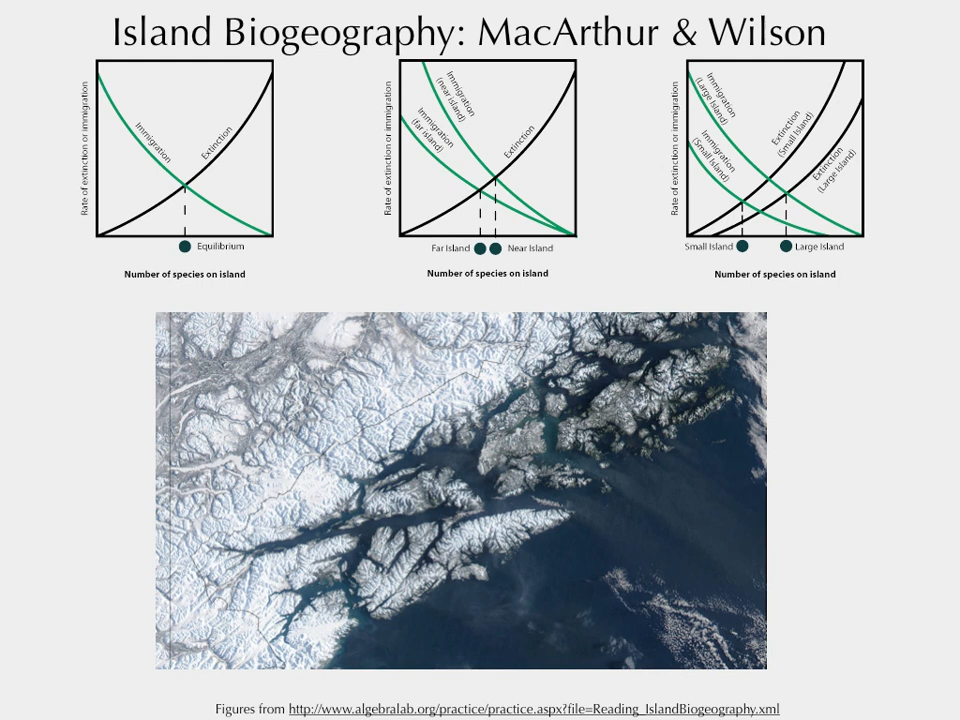 Island Biogeography: MacArthur & Wilson
Rate of extinction or immigration
Immigration
Extinction
Equilibrium
Number of species on island
Rate of extinction or immigration
Immigration
(near island)
Immigration
(far island)
Extinction
Far Island
Near Island
Number of species on island
Rate of extinction or immigration
Immigration
(Large Island)
Immigration
(Small Island)
Extinction
(Small Island)
Extinction
(Large Island)
Small Island
Large Island
Number of species on island
Figures from http://www.algebralab.org/practice/practice.aspx?file=Reading_IslandBiogeography.xml